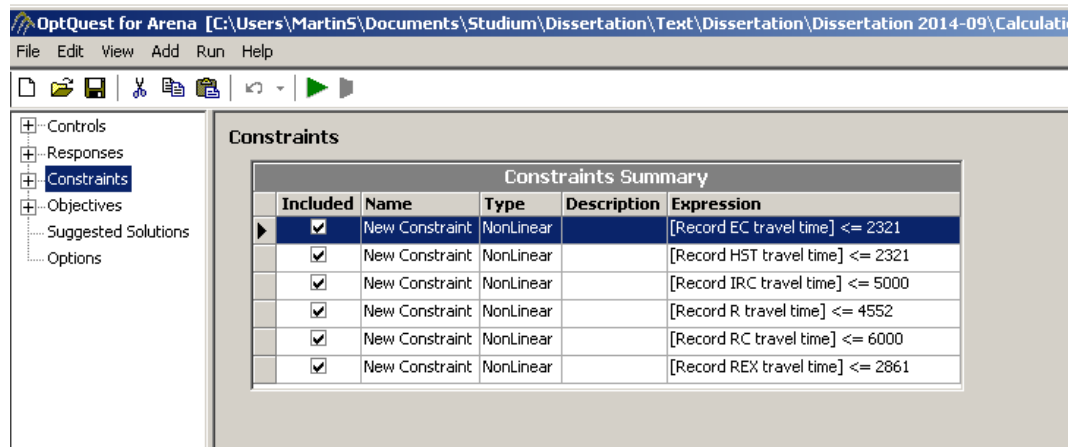 OptQuest for Arena [C:\Users\MartinS\Documents\Studium\Dissertation\Text\Dissertation\Dissertation 2014-09\Calculati
File Edit View Add Run Help
Controls
Responses
Constraints
Objectives
Suggested Solutions
Options
Constraints
Constraints Summary
Included Name Type Description Expression
New Constraint NonLinear [Record EC travel time] <= 2321
New Constraint NonLinear [Record HST travel time] <= 2321
New Constraint NonLinear [Record IRC travel time] <= 5000
New Constraint NonLinear [Record R travel time] <= 4552
New Constraint NonLinear [Record RC travel time] <= 6000
New Constraint NonLinear [Record REX travel time] <= 2861